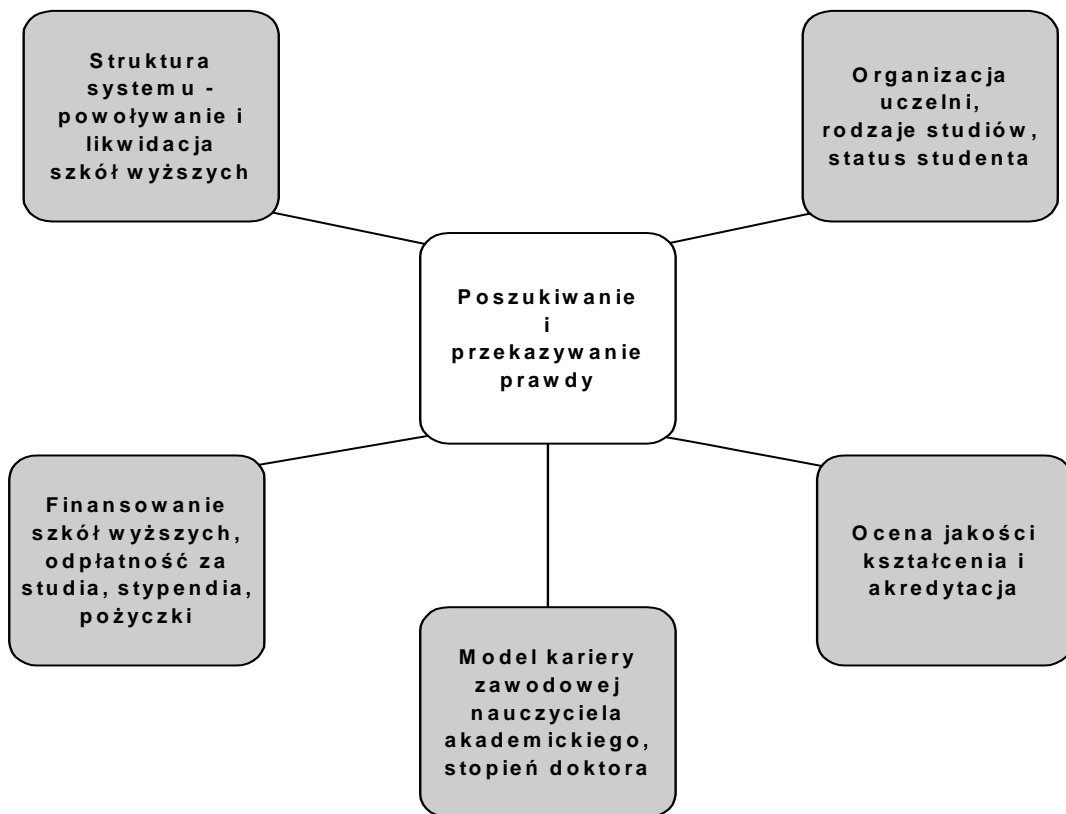 Struktura
systemu -
powoływanie i
likwidacja
szkół wyższych
Organizacja
uczelni,
rodzaje studiów,
status studenta
Poszukiwanie
i
przekazywanie
prawdy
Finansowanie
szkół wyższych,
odpłatność za
studia, stypendia,
pożyczki
Ocena jakości
kształcenia i
akredytacja
Model kariery
zawodowej
nauczyciela
akademickiego,
stopień doktora